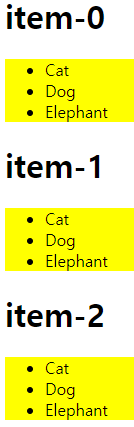 item-0
Cat
Dog
Elephant
item-1
Cat
Dog
Elephant
item-2
Cat
Dog
Elephant